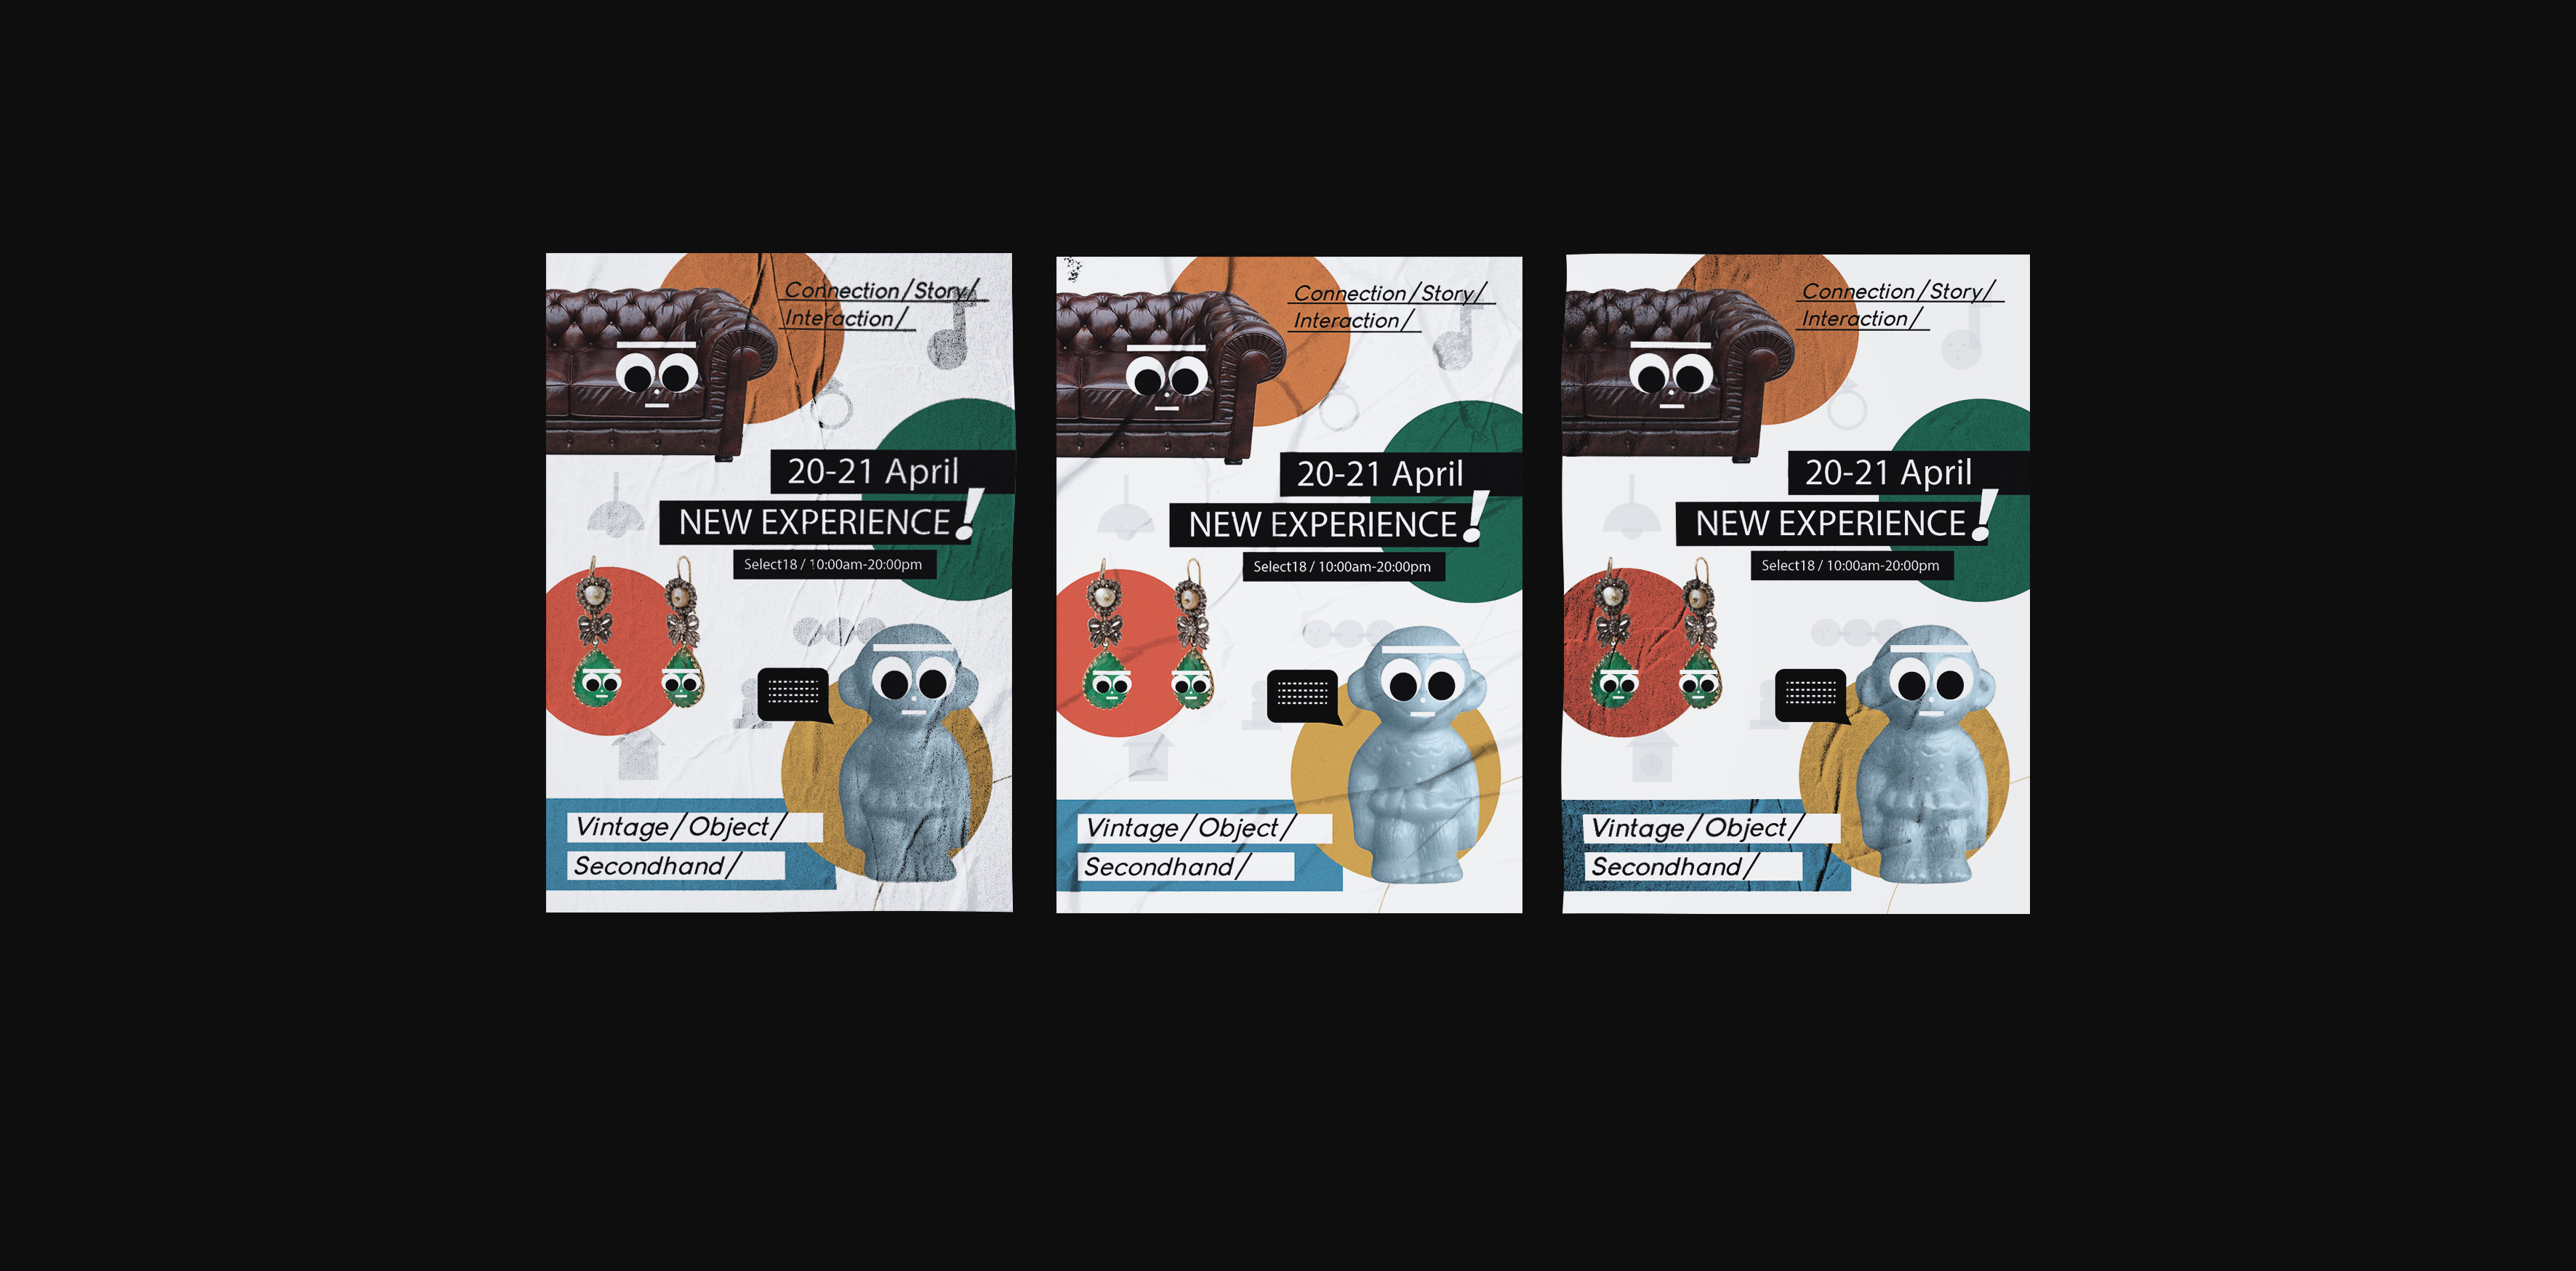 Connection/Story/
Interaction/
20-21 April
NEW EXPERIENCE!
Select18 / 10:00am-20:00pm
Vintage/Object/
Secondhand/
Connection/Story/
Interaction/
20-21 April
NEW EXPERIENCE!
Select18 / 10:00am-20:00pm
Vintage/Object/
Secondhand/
Connection/Story/
Interaction/
20-21 April
NEW EXPERIENCE!
Select18 / 10:00am-20:00pm
Vintage/Object/
Secondhand/